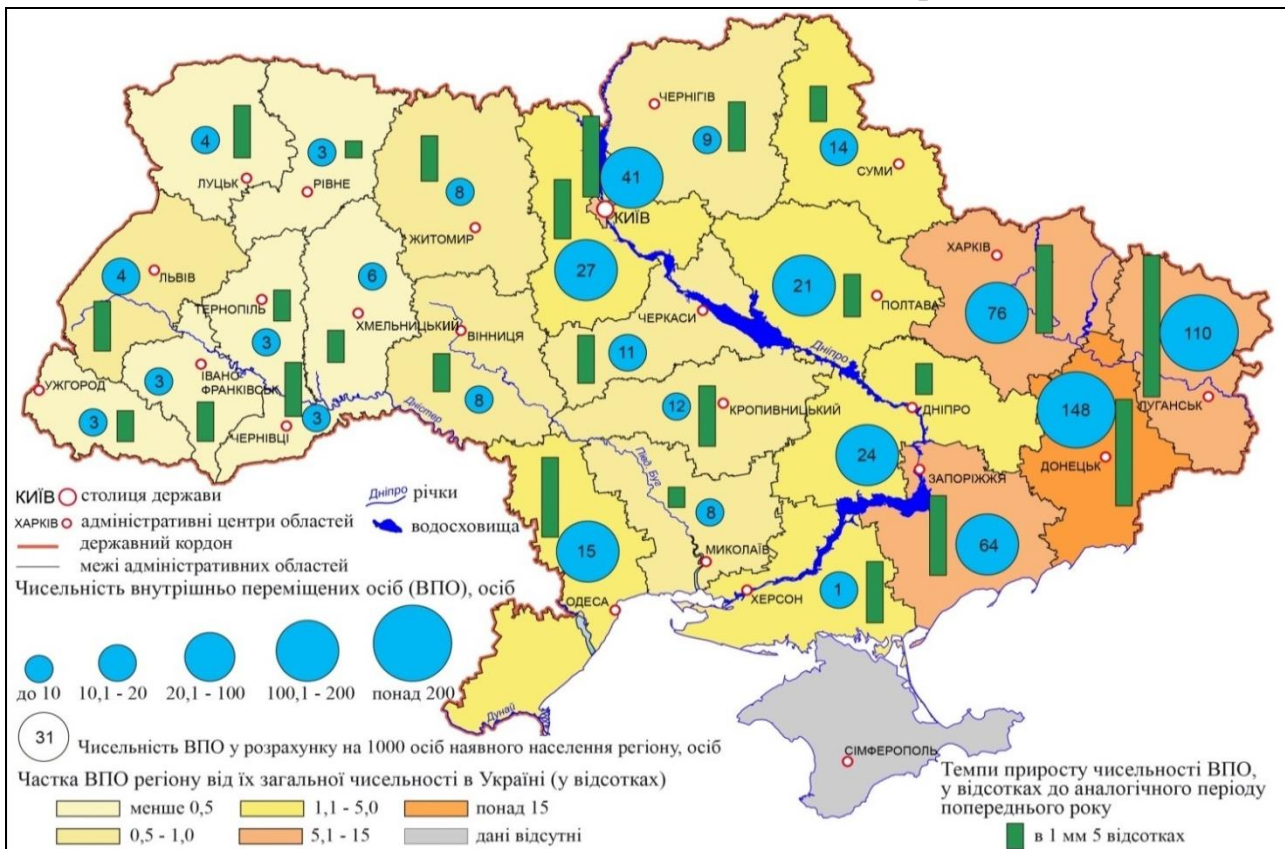 ЧЕРНІГІВ
9
14
СУМИ
4
ЛУЦЬК
3
РІВНЕ
8
ЖИТОМИР
41
КИЇВ
27
ХАРКІВ
76
110
ЛУГАНСЬК
21
ПОЛТАВА
4
ЛЬВІВ
ТЕРНОПІЛЬ
3
6
ХМЕЛЬНИЦЬКИЙ
ВІННИЦЯ
8
ЧЕРКАСИ
11
Дніпро
УЖГОРОД
3
3
ІВАНО-
ФРАНКІВСЬК
ЧЕРНІВЦІ
3
Дністер
12
КРОПИВНИЦЬКИЙ
ДНІПРО
24
148
ДОНЕЦЬК
ЗАПОРІЖЖЯ
64
Півд. Буг
8
МИКОЛАЇВ
15
ОДЕСА
ХЕРСОН
1
Дунай
СІМФЕРОПОЛЬ
КИЇВ столиця держави
ХАРКІВ адміністративні центри областей
державний кордон
межі адміністративних областей
Дніпро річки
водосховища
Чисельність внутрішньо переміщених осіб (ВПО), осіб
до 10 10,1 - 20 20,1 - 100 100,1 - 200 понад 200
31 Чисельність ВПО у розрахунку на 1000 осіб наявного населення регіону, осіб
Частка ВПО регіону від їх загальної чисельності в Україні (у відсотках)
менше 0,5 1,1 - 5,0 понад 15
0,5 - 1,0 5,1 - 15 дані відсутні
Темпи приросту чисельності ВПО,
у відсотках до аналогічного періоду
попереднього року
в 1 мм 5 відсотках